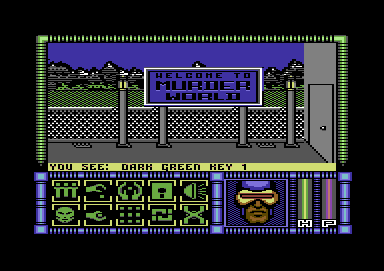 WELCOME TO
MURDER
WORLD
YOU SEE: DARK GREEN KEY 1
H P